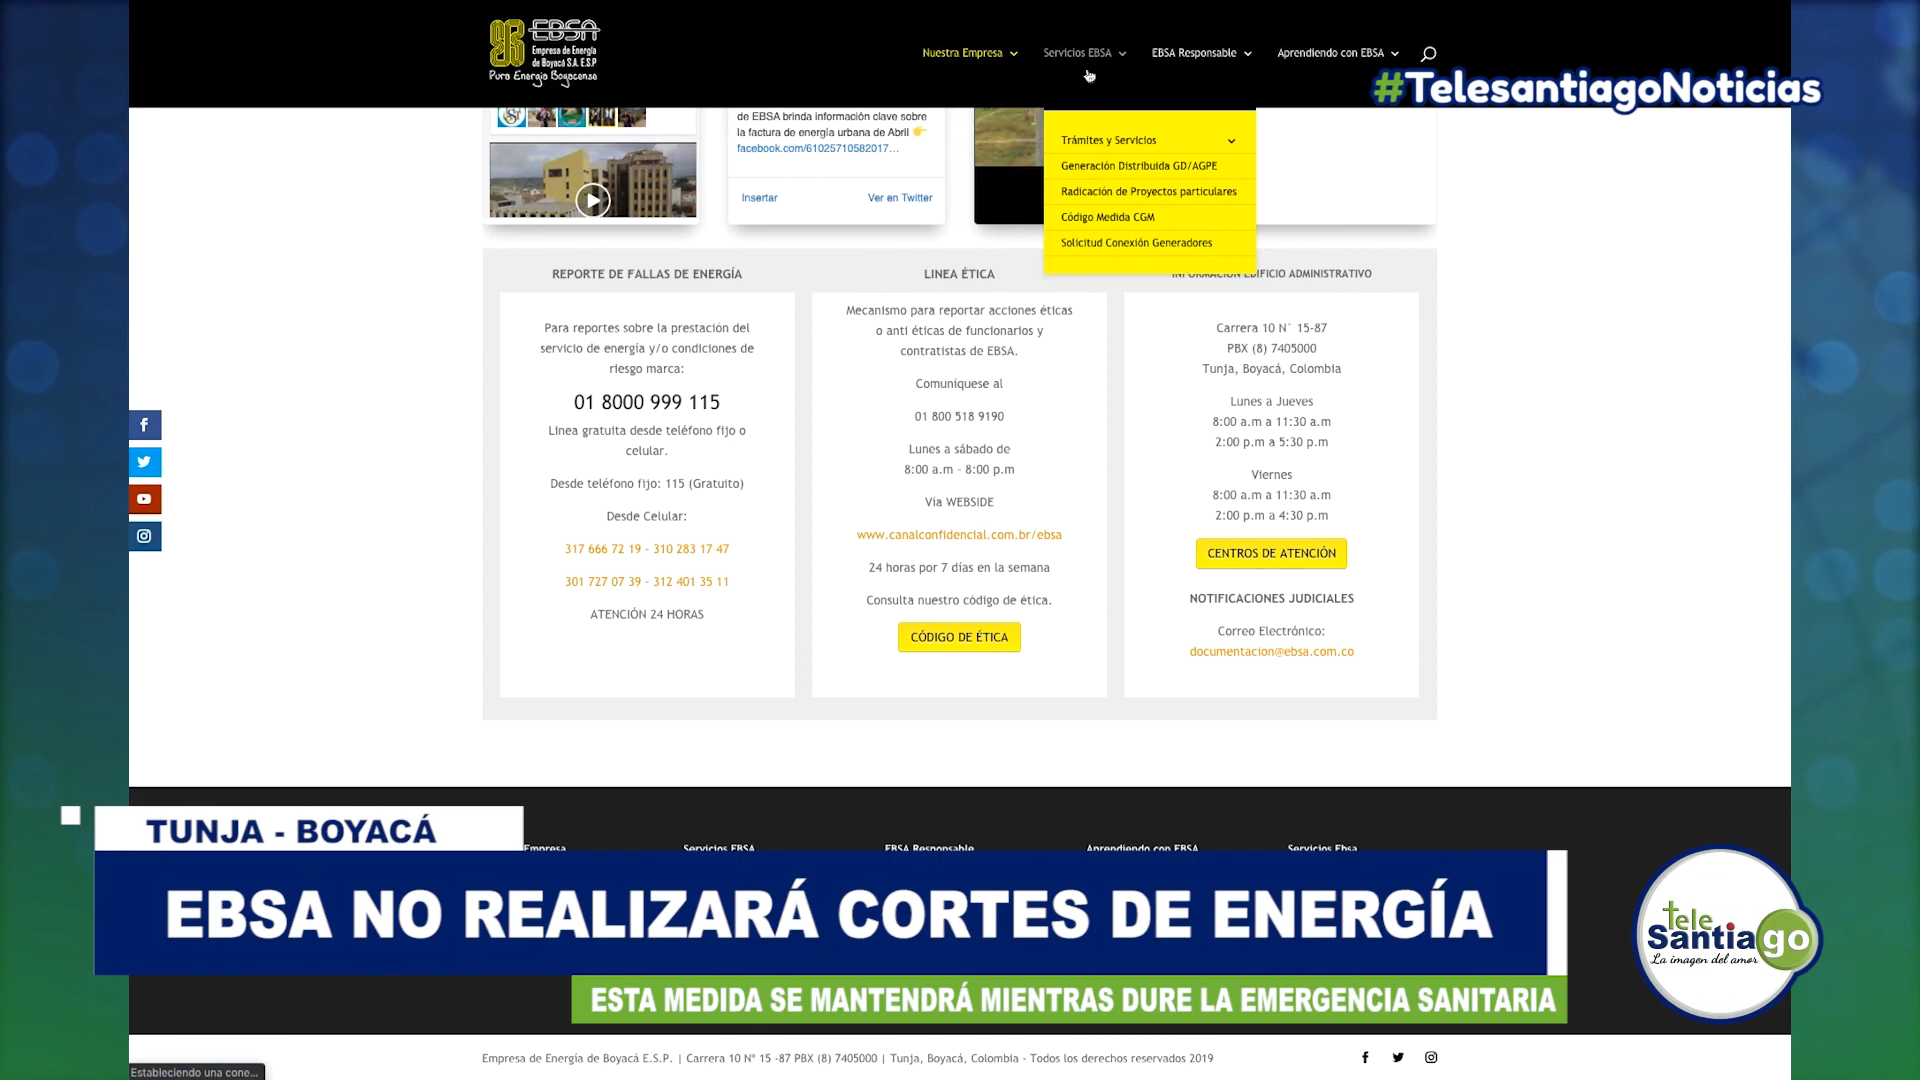 EBSA
Empresa de Energía
de Boyacá S.A. E.S.P
Pura Energía Boyacense
Nuestra Empresa
Servicios EBSA
EBSA Responsable
Aprendiendo con EBSA
#TelesantiagoNoticias
de EBSA brinda información clave sobre
la factura de energía urbana de Abril 👉
facebook.com/61025710582017…
Insertar
Ver en Twitter
Trámites y Servicios
Generación Distribuida GD/AGPE
Radicación de Proyectos particulares
Código Medida CGM
Solicitud Conexión Generadores
REPORTE DE FALLAS DE ENERGÍA
Para reportes sobre la prestación del
servicio de energía y/o condiciones de
riesgo marca:
01 8000 999 115
Línea gratuita desde teléfono fijo o
celular.
Desde teléfono fijo: 115 (Gratuito)
Desde Celular:
317 666 72 19 - 310 283 17 47
301 727 07 39 - 312 401 35 11
ATENCIÓN 24 HORAS
LINEA ÉTICA
Mecanismo para reportar acciones éticas
o anti éticas de funcionarios y
contratistas de EBSA.
Comuníquese al
01 800 518 9190
Lunes a sábado de
8:00 a.m - 8:00 p.m
Vía WEBSIDE
www.canalconfidencial.com.br/ebsa
24 horas por 7 días en la semana
Consulta nuestro código de ética.
CÓDIGO DE ÉTICA
INFORMACIÓN EDIFICIO ADMINISTRATIVO
Carrera 10 N° 15-87
PBX (8) 7405000
Tunja, Boyacá, Colombia
Lunes a Jueves
8:00 a.m a 11:30 a.m
2:00 p.m a 5:30 p.m
Viernes
8:00 a.m a 11:30 a.m
2:00 p.m a 4:30 p.m
CENTROS DE ATENCIÓN
NOTIFICACIONES JUDICIALES
Correo Electrónico:
documentacion@ebsa.com.co
TUNJA - BOYACÁ
Empresa
Servicios EBSA
EBSA Responsable
Aprendiendo con EBSA
Servicios Ebsa
EBSA NO REALIZARÁ CORTES DE ENERGÍA
ESTA MEDIDA SE MANTENDRÁ MIENTRAS DURE LA EMERGENCIA SANITARIA
tele
Santiago
La imagen del amor
Empresa de Energía de Boyacá E.S.P. | Carrera 10 Nº 15 -87 PBX (8) 7405000 | Tunja, Boyacá, Colombia - Todos los derechos reservados 2019
Estableciendo una cone...